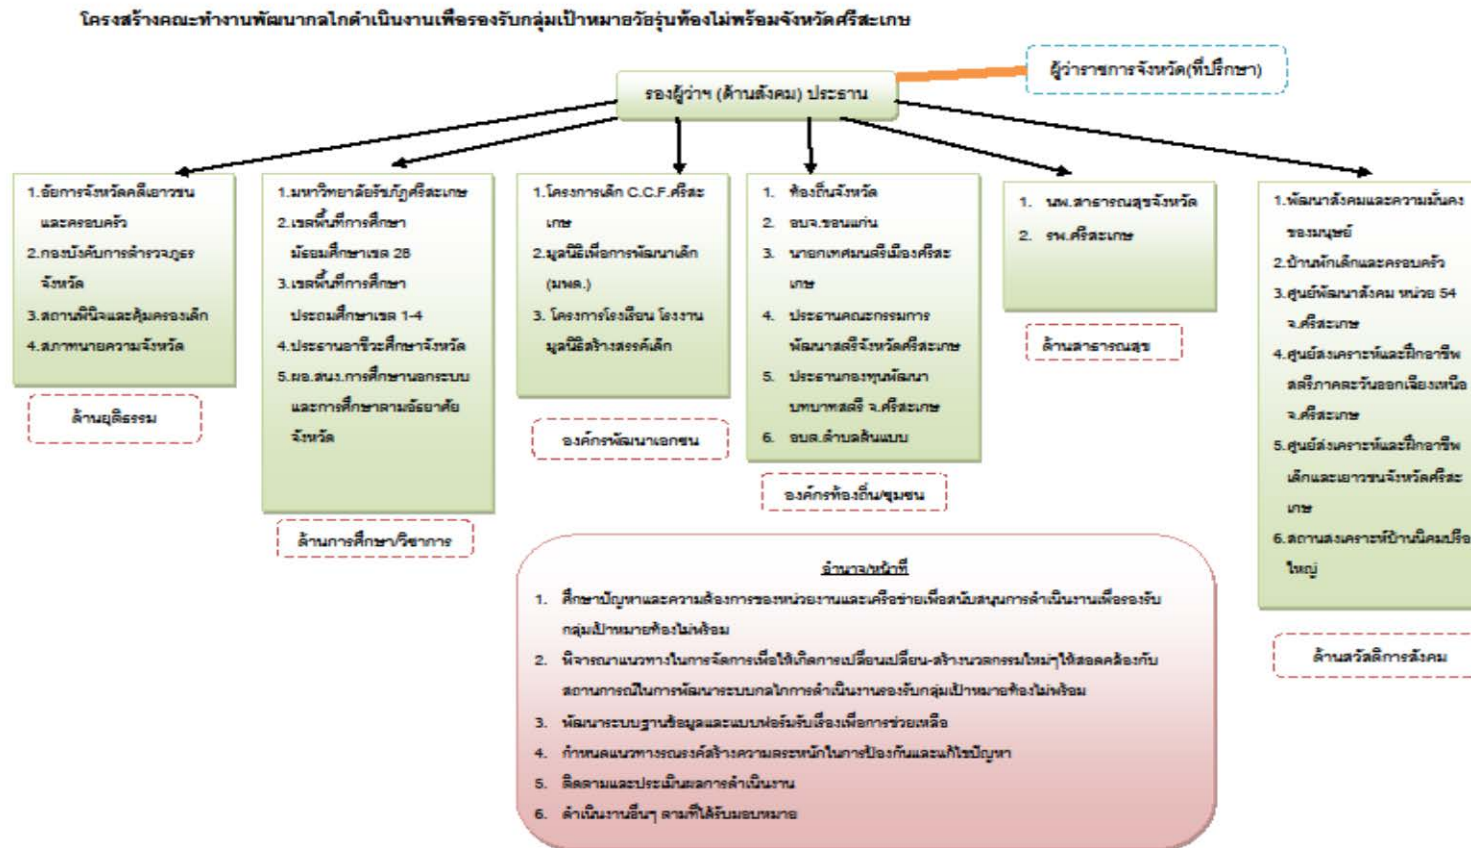 โครงสร้างคณะทำงานพัฒนากลไกดำเนินงานเพื่อรองรับกลุ่มเป้าหมายวัยรุ่นท้องไม่พร้อมจังหวัดศรีสะเกษ
ผู้ว่าราชการจังหวัด(ที่ปรึกษา)
รองผู้ว่าฯ (ด้านสังคม) ประธาน
1.อัยการจังหวัดคดีเยาวชน
และครอบครัว
2.กองบังคับการตำรวจภูธร
จังหวัด
3.สถานพินิจและคุ้มครองเด็ก
4.สภาทนายความจังหวัด
ด้านยุติธรรม
1.มหาวิทยาลัยรัชภัฎศรีสะเกษ
2.เขตพื้นที่การศึกษา
มัธยมศึกษาเขต 28
3.เขตพื้นที่การศึกษา
ประถมศึกษาเขต 1-4
4.ประธานอาชีวะศึกษาจังหวัด
5.ผอ.สนง.การศึกษานอกระบบ
และการศึกษาตามอัธยาศัย
จังหวัด
ด้านการศึกษา/วิชาการ
1.โครงการเด็ก C.C.F.ศรีสะ
เกษ
2.มูลนิธิเพื่อการพัฒนาเด็ก
(มพด.)
3. โครงการโรงเรียน โรงงาน
มูลนิธิสร้างสรรค์เด็ก
องค์กรพัฒนาเอกชน
1. ท้องถิ่นจังหวัด
2. อบจ.ขอนแก่น
3. นายกเทศมนตรีเมืองศรีสะ
เกษ
4. ประธานคณะกรรมการ
พัฒนาสตรีจังหวัดศรีสะเกษ
5. ประธานกองทุนพัฒนา
บทบาทสตรี จ.ศรีสะเกษ
6. อบต.ตำบลต้นแบบ
องค์กรท้องถิ่น/ชุมชน
1. นพ.สาธารณสุขจังหวัด
2. รพ.ศรีสะเกษ
ด้านสาธารณสุข
1.พัฒนาสังคมและความมั่นคง
ของมนุษย์
2.บ้านพักเด็กและครอบครัว
3.ศูนย์พัฒนาสังคม หน่วย 54
จ.ศรีสะเกษ
4.ศูนย์สงเคราะห์และฝึกอาชีพ
สตรีภาคตะวันออกเฉียงเหนือ
จ.ศรีสะเกษ
5.ศูนย์สงเคราะห์และฝึกอาชีพ
เด็กและเยาวชนจังหวัดศรีสะ
เกษ
6.สถานสงเคราะห์บ้านนิคมปรือ
ใหญ่
ด้านสวัสดิการสังคม
อำนาจ/หน้าที่
1. ศึกษาปัญหาและความต้องการของหน่วยงานและเครือข่ายเพื่อสนับสนุนการดำเนินงานเพื่อรองรับ
กลุ่มเป้าหมายท้องไม่พร้อม
2. พิจารณาแนวทางในการจัดการเพื่อให้เกิดการเปลี่ยนเปลี่ยน-สร้างนวตกรรมใหม่ๆให้สอดคล้องกับ
สถานการณ์ในการพัฒนาระบบกลไกการดำเนินงานรองรับกลุ่มเป้าหมายท้องไม่พร้อม
3. พัฒนาระบบฐานข้อมูลและแบบฟอร์มรับเรื่องเพื่อการช่วยเหลือ
4. กำหนดแนวทางรณรงค์สร้างความตระหนักในการป้องกันและแก้ไขปัญหา
5. ติดตามและประเมินผลการดำเนินงาน
6. ดำเนินงานอื่นๆ ตามที่ได้รับมอบหมาย